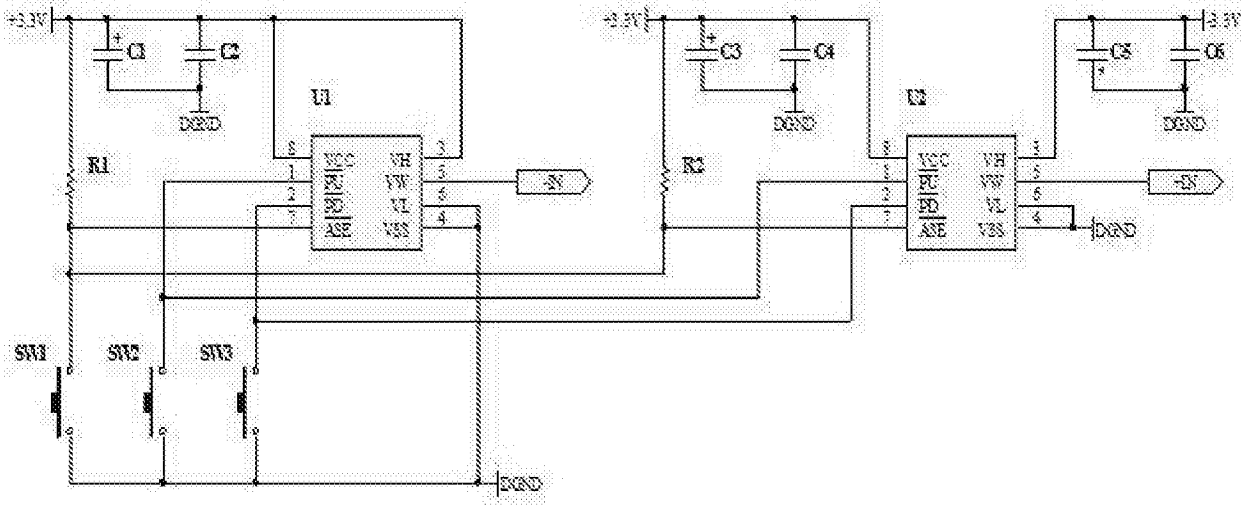 +3.3V
+3.3V
-3.3V
C1
C2
C3
C4
C5
C6
DGND
DGND
DGND
U1
U2
R1
8
1
2
7
VCC
PU
PD
ASE
VH
VW
VL
VSS
3
5
6
4
-IN
R2
8
1
2
7
VCC
PU
PD
ASE
VH
VW
VL
VSS
5
6
4
+IN
DGND
SW1
SW2
SW3
DGND